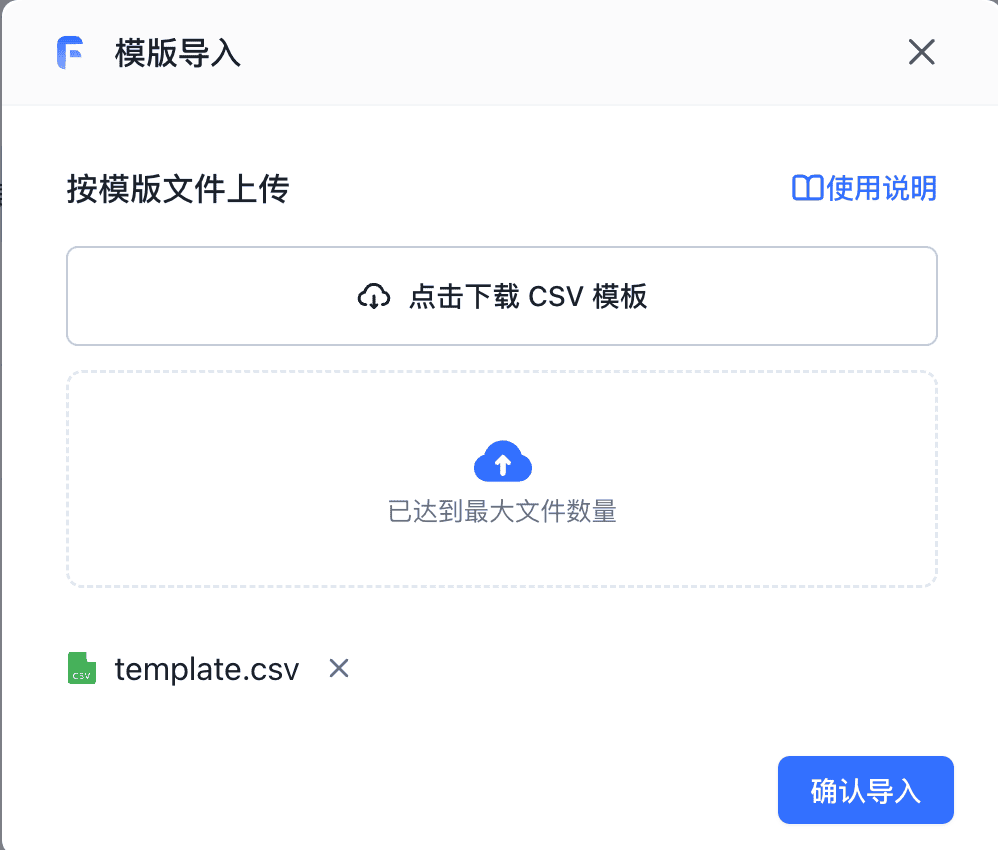 模版导入
按模版文件上传
使用说明
点击下载 CSV 模板
已达到最大文件数量
CSV
template.csv
确认导入